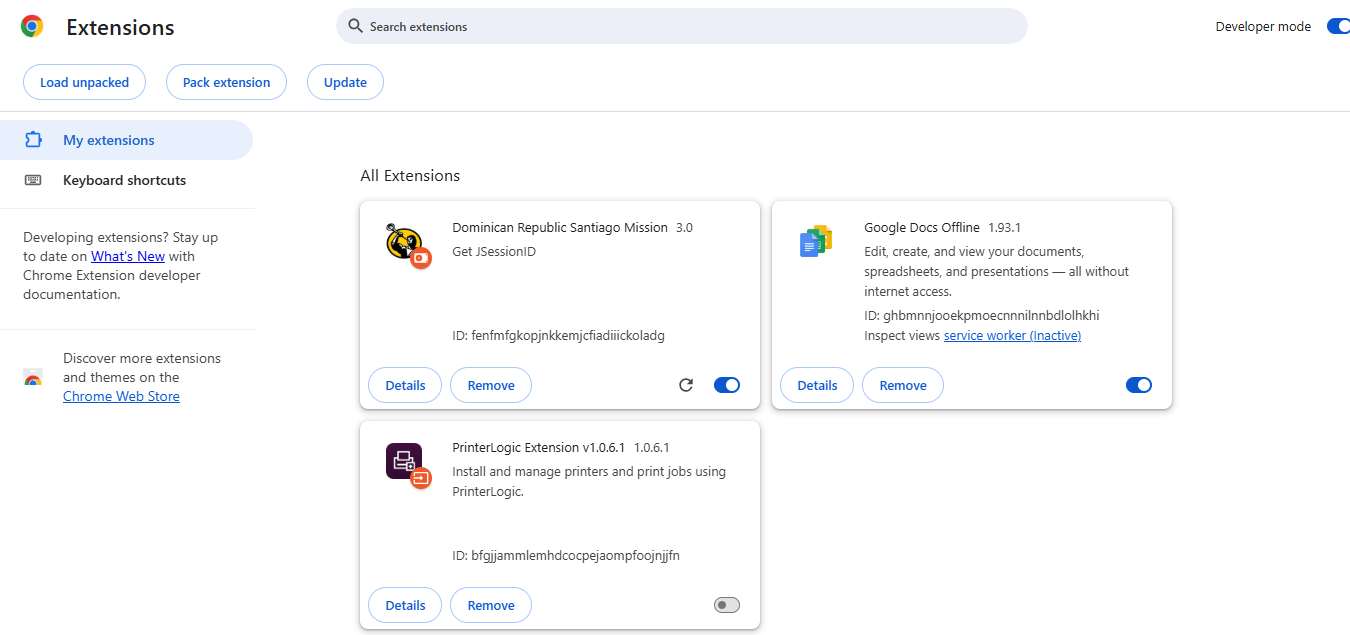 Extensions
Search extensions
Developer mode
Load unpacked
Pack extension
Update
My extensions
Keyboard shortcuts
Developing extensions? Stay up
to date on What's New with
Chrome Extension developer
documentation.
Discover more extensions
and themes on the
Chrome Web Store
All Extensions
Dominican Republic Santiago Mission 3.0
Get JSessionID
ID: fenfmfgkopjnkkemjcfiadiiickoladg
Details
Remove
Google Docs Offline 1.93.1
Edit, create, and view your documents,
spreadsheets, and presentations — all without
internet access.
ID: ghbmnnjooekpmoecnnnilnnbdlolhkhi
Inspect views service worker (Inactive)
Details
Remove
PrinterLogic Extension v1.0.6.1 1.0.6.1
Install and manage printers and print jobs using
PrinterLogic.
ID: bfgjjammlemhdcocpejaompfoojnjjfn
Details
Remove